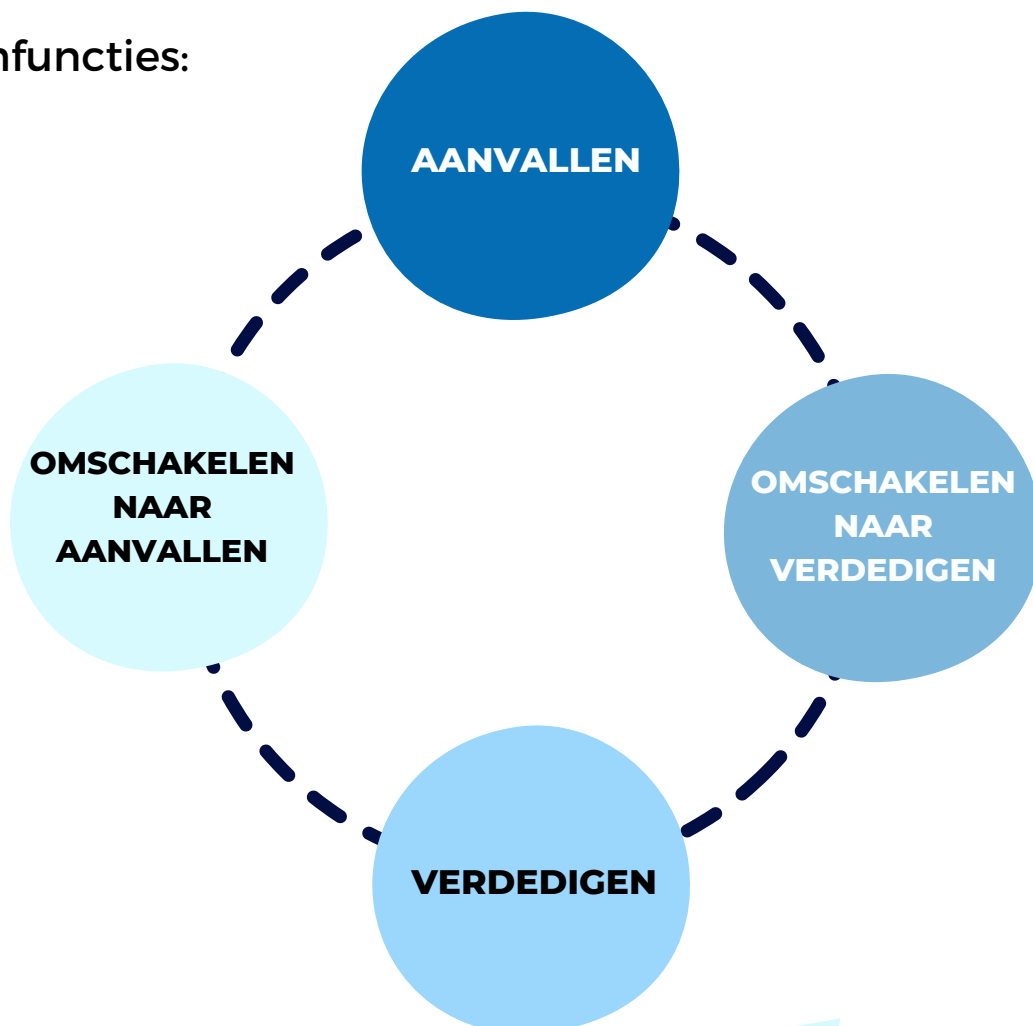 nfuncties:
AANVALLEN
OMSCHAKELEN
NAAR
AANVALLEN
OMSCHAKELEN
NAAR
VERDEDIGEN
VERDEDIGEN